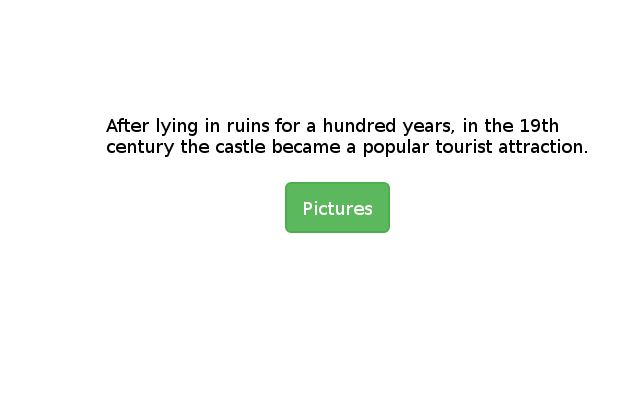 After lying in ruins for a hundred years, in the 19th
century the castle became a popular tourist attraction.
Pictures